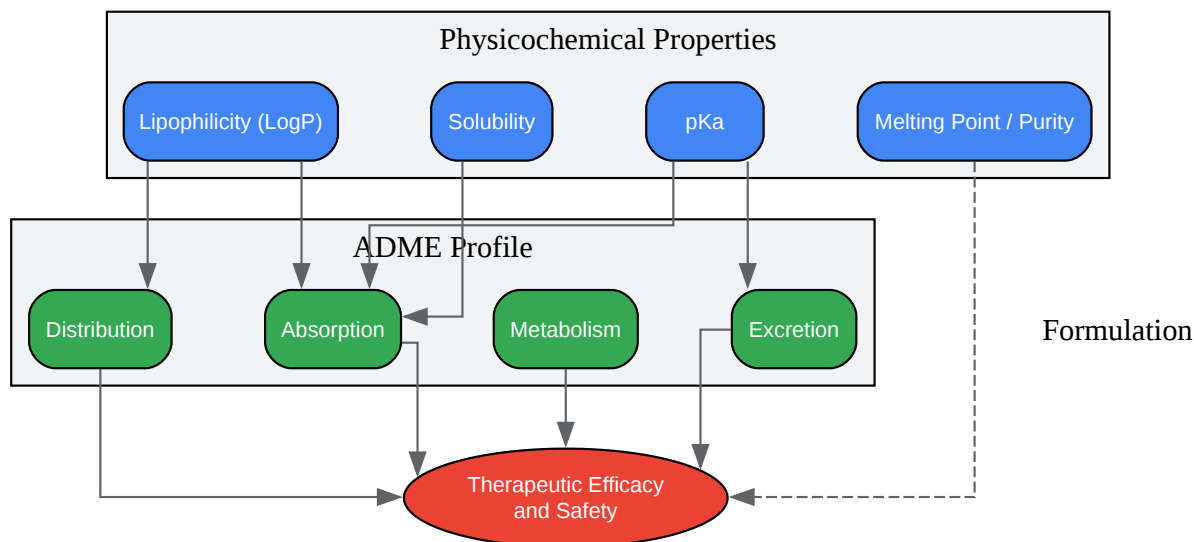 Physicochemical Properties
Lipophilicity (LogP)
Solubility
pKa
Melting Point / Purity
ADME Profile
Distribution
Absorption
Metabolism
Excretion
Formulation
Therapeutic Efficacy
and Safety